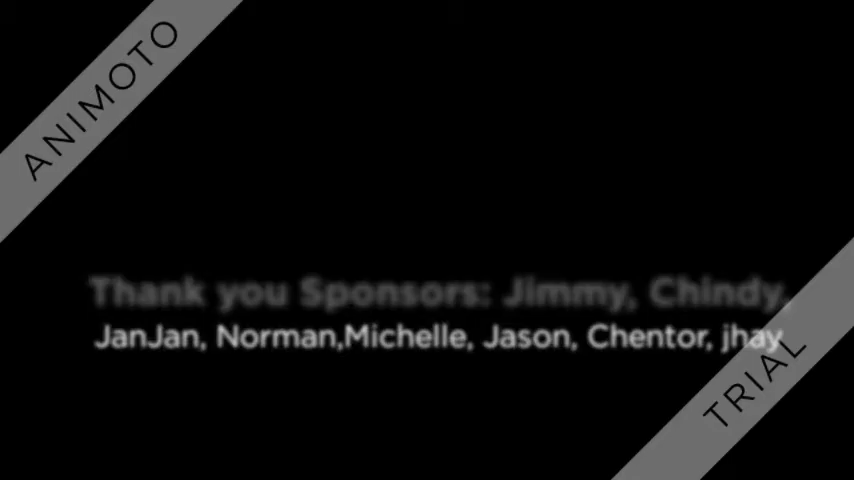 ANIMOTO
Thank you Sponsors: Jimmy, Chindy,
JanJan, Norman,Michelle, Jason, Chentor, jhay
TRIAL